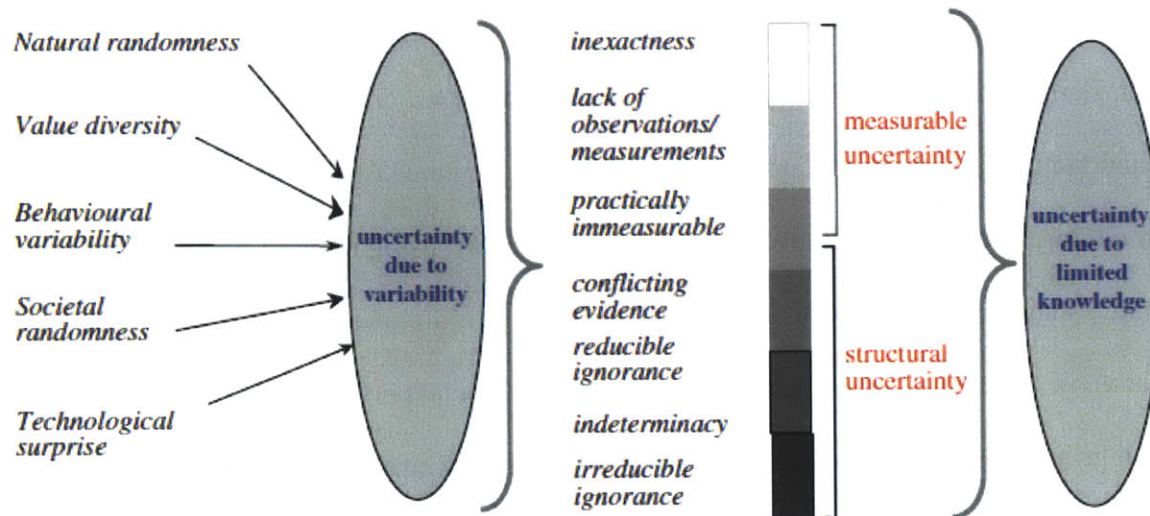 Natural randomness
Value diversity
Behavioural
variability
Societal
randomness
Technological
surprise
uncertainty
due to
variability
inexactness
lack of
observations/
measurements
practically
immeasurable
conflicting
evidence
reducible
ignorance
indeterminacy
irreducible
ignorance
measurable
uncertainty
structural
uncertainty
uncertainty
due to
limited
knowledge